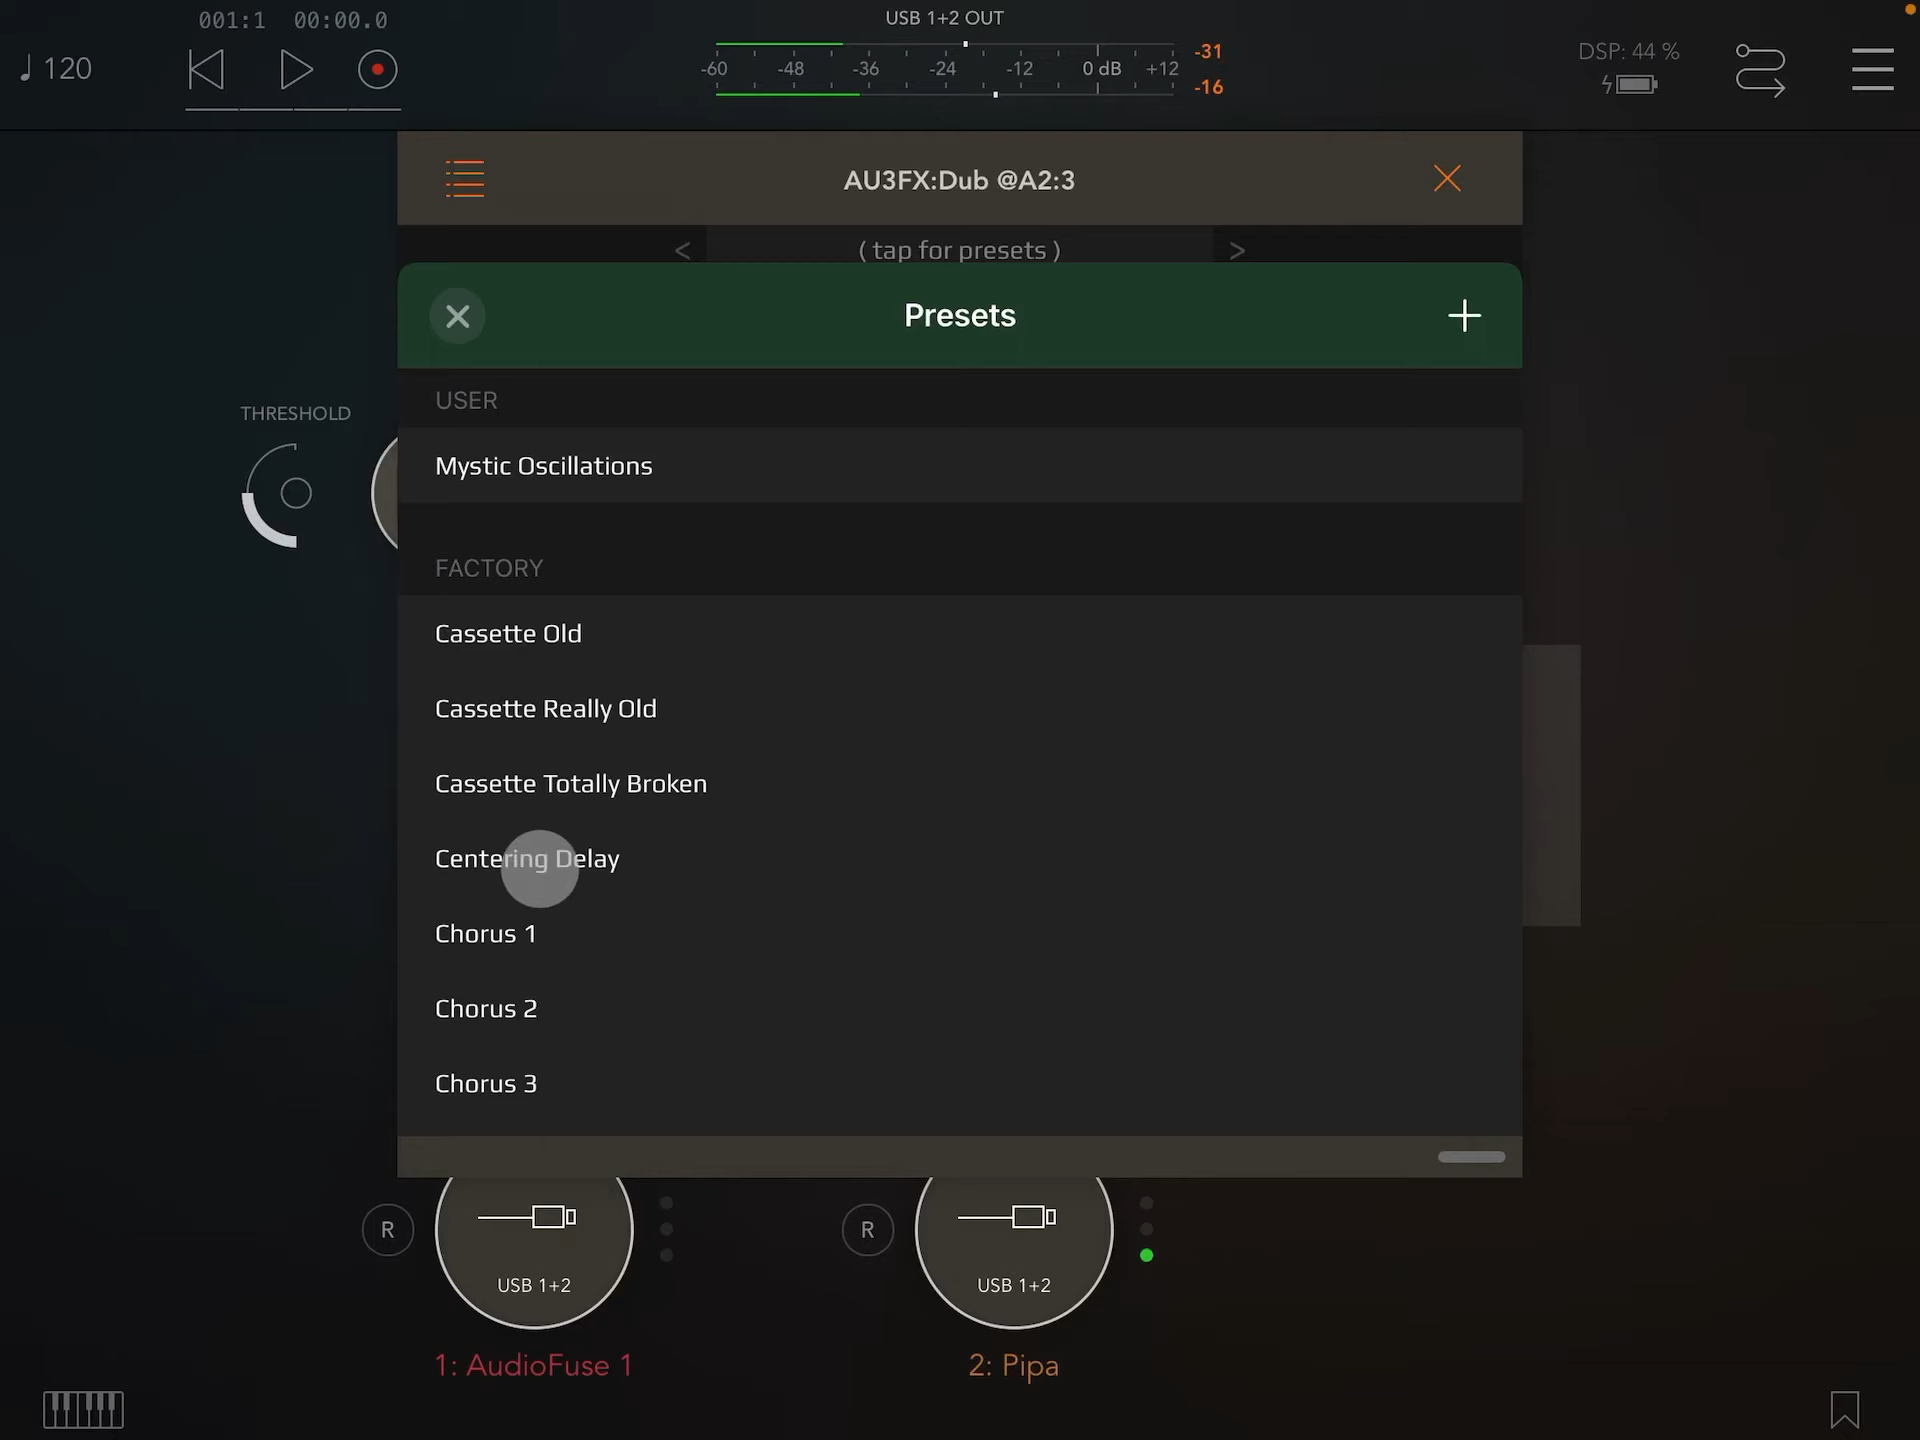 001:1 00:00.0
♩ 120
USB 1+2 OUT
-60 -48 -36 -24 -12 0 dB +12
-31
-16
DSP: 44 %
AU3FX:Dub @A2:3
< ( tap for presets ) >
Presets
USER
Mystic Oscillations
FACTORY
Cassette Old
Cassette Really Old
Cassette Totally Broken
Centering Delay
Chorus 1
Chorus 2
Chorus 3
THRESHOLD
R
USB 1+2
R
USB 1+2
1: AudioFuse 1
2: Pipa